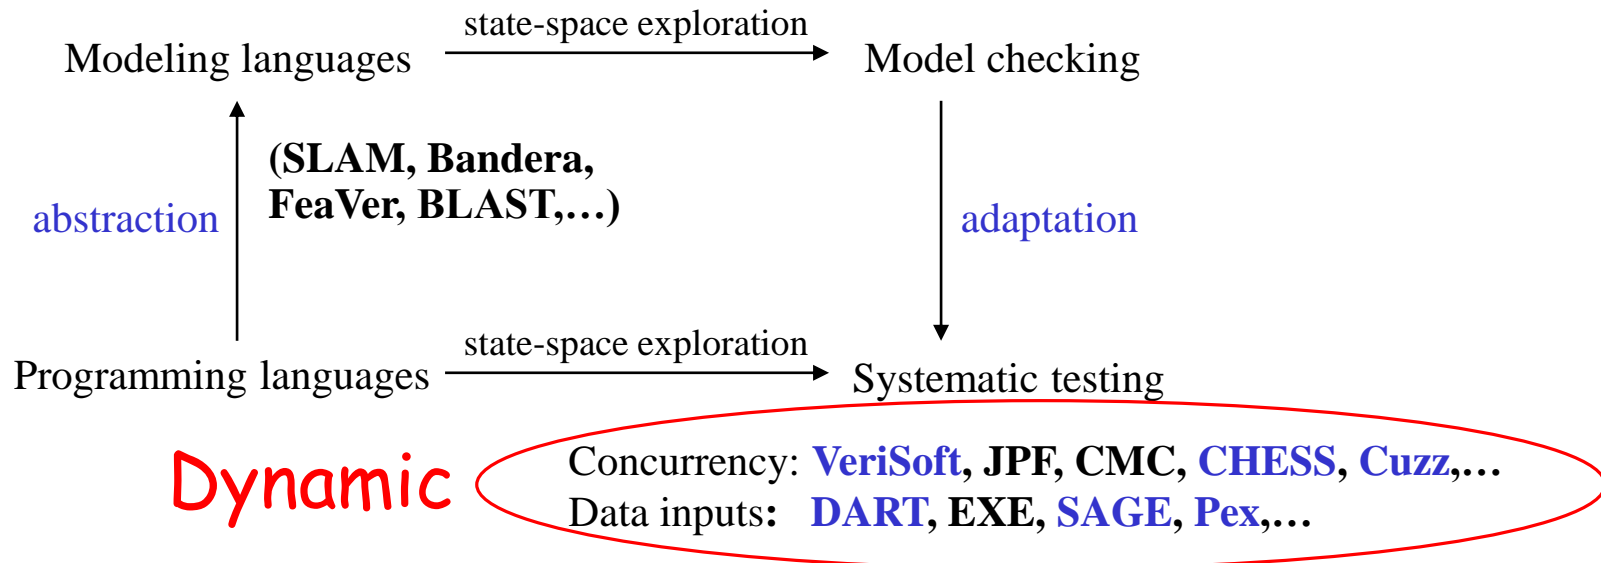 state-space exploration
Modeling languages
Model checking
(SLAM, Bandera,
FeaVer, BLAST,…)
abstraction
adaptation
state-space exploration
Programming languages
Systematic testing
Dynamic
Concurrency: VeriSoft, JPF, CMC, CHESS, Cuzz,…
Data inputs: DART, EXE, SAGE, Pex,…